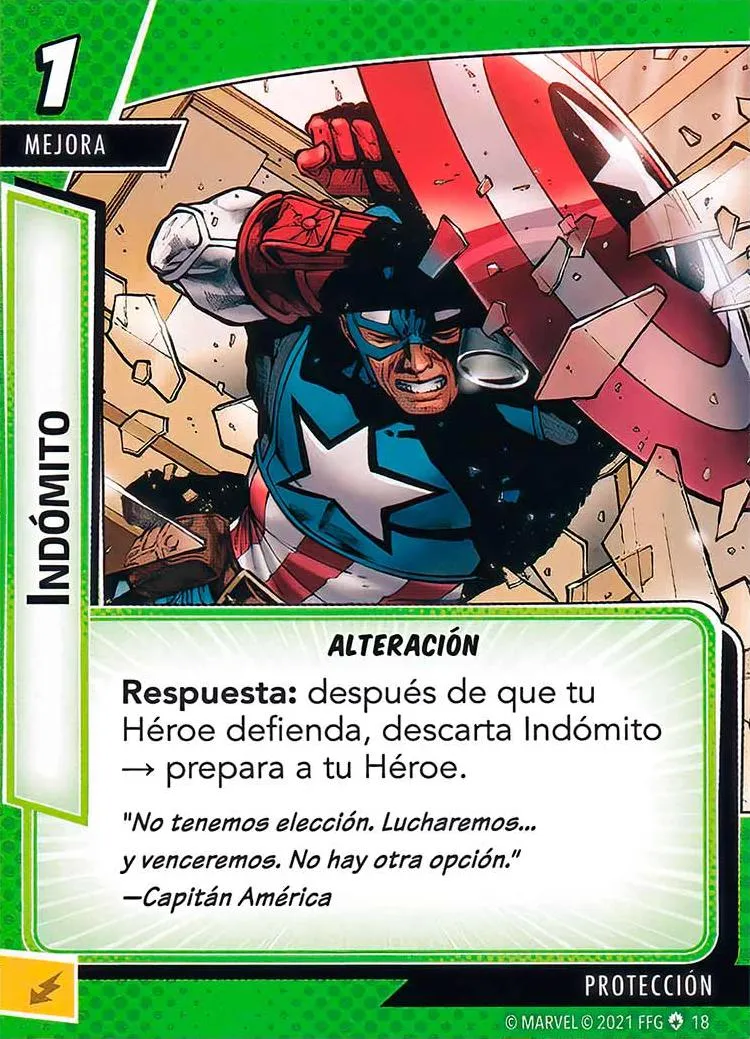 1
MEJORA
INDÓMITO
ALTERACIÓN
Respuesta: después de que tu
Héroe defienda, descarta Indómito
→ prepara a tu Héroe.
"No tenemos elección. Lucharemos...
y venceremos. No hay otra opción."
—Capitán América
PROTECCIÓN
© MARVEL © 2021 FFG 18